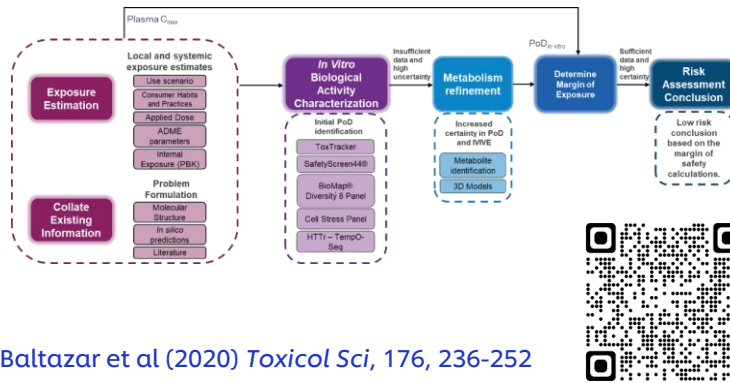 Plasma Cmax
Local and systemic
exposure estimates
Exposure
Estimation
Use scenario
Consumer Habits
and Practices
Applied Dose
ADME
parameters
Internal
Exposure (PBK)
Collate
Existing
Information
Problem
Formulation
Molecular
Structure
In silico
predictions
Literature
In Vitro
Biological
Activity
Characterization
Initial PoD
identification
ToxTracker
SafetyScreen44®
BioMap®
Diversity 8 Panel
Cell Stress Panel
HTTr – TempO-
Seq
Insufficient
data and
high
uncertainty
Metabolism
refinement
Increased
certainty in PoD
and IVIVE
Metabolite
identification
3D Models
PoDin vitro
Determine
Margin of
Exposure
Sufficient
data and
high
certainty
Risk
Assessment
Conclusion
Low risk
conclusion
based on the
margin of
safety
calculations.
Baltazar et al (2020) Toxicol Sci, 176, 236-252